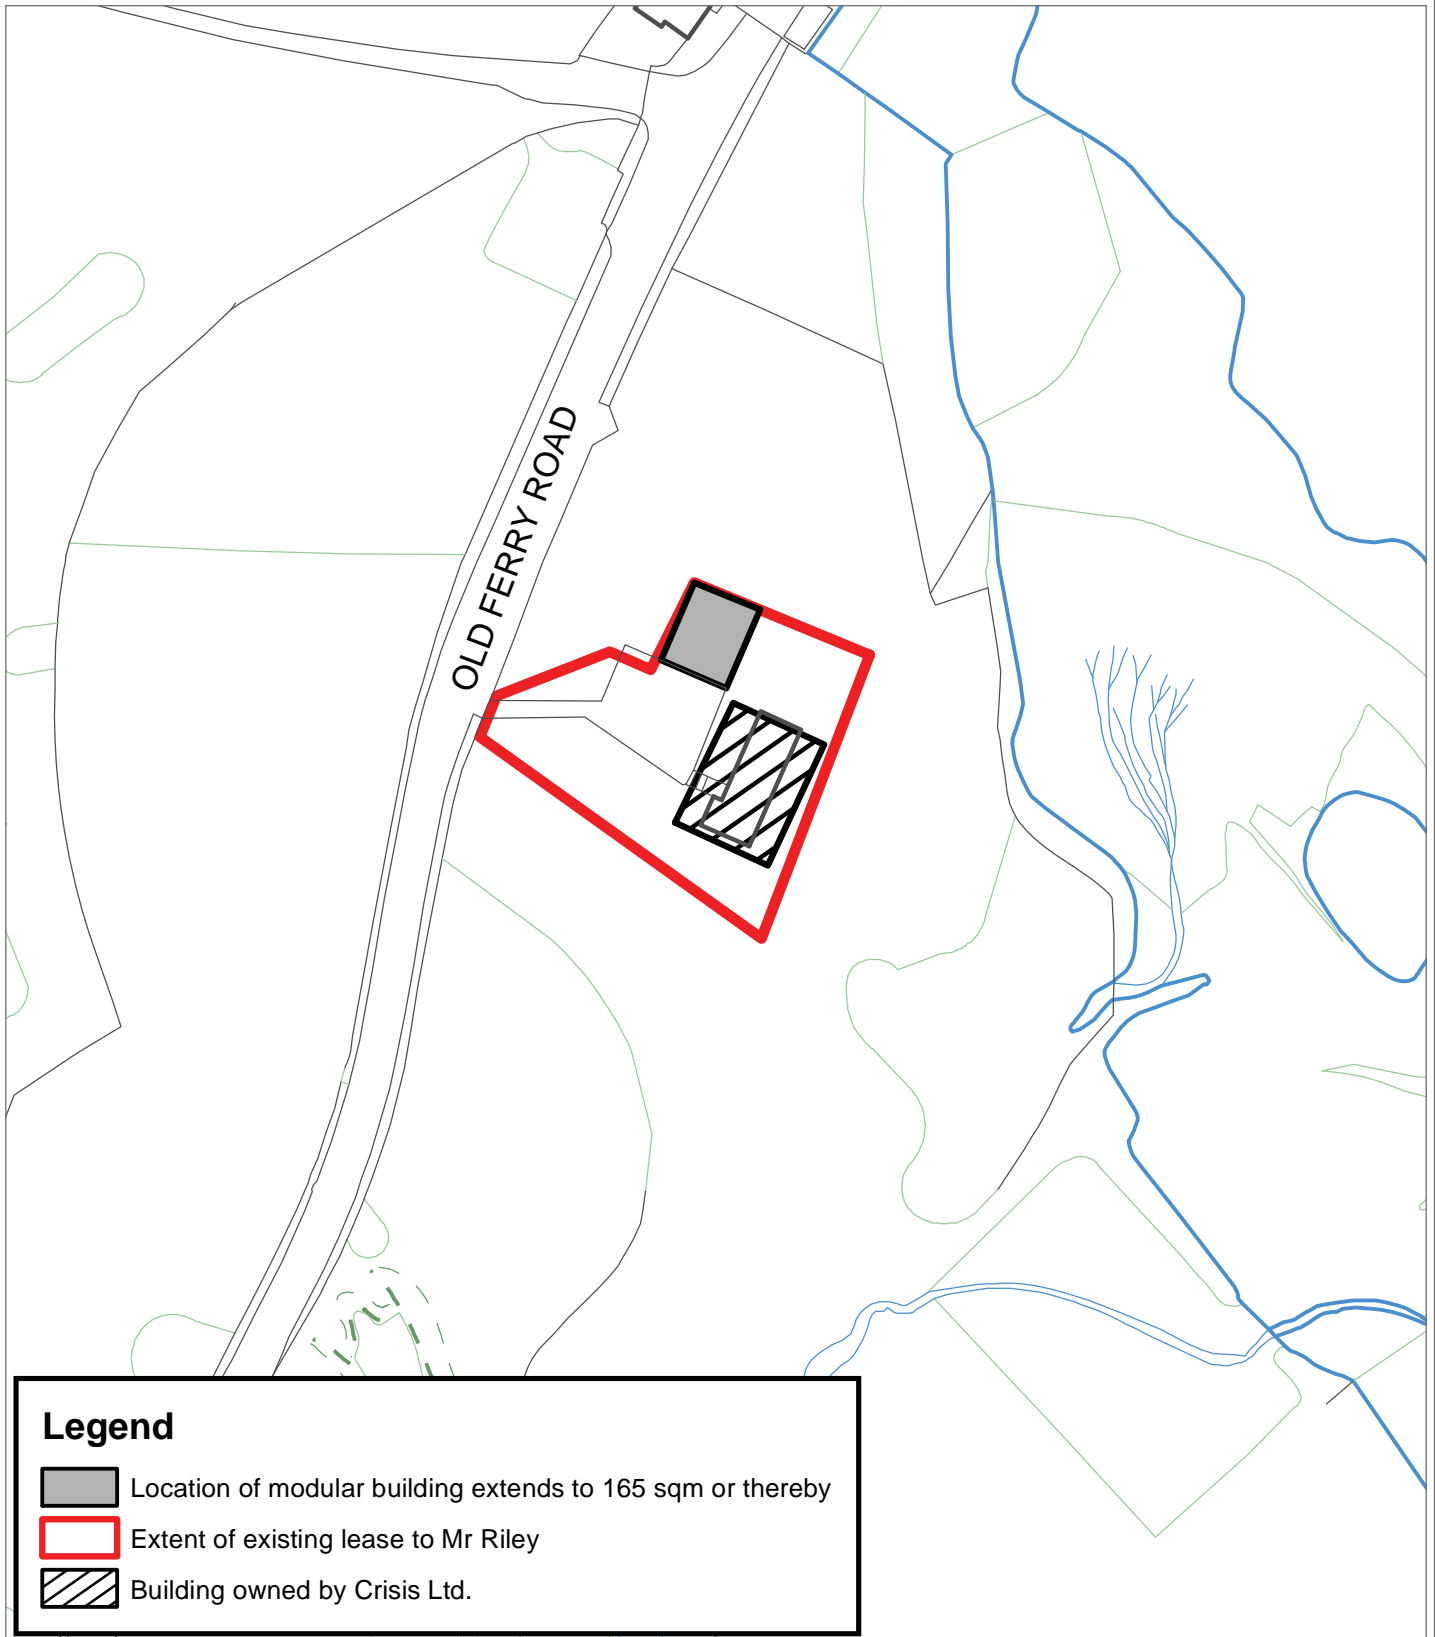 OLD FERRY ROAD
Legend
Location of modular building extends to 165 sqm or thereby
Extent of existing lease to Mr Riley
Building owned by Crisis Ltd.